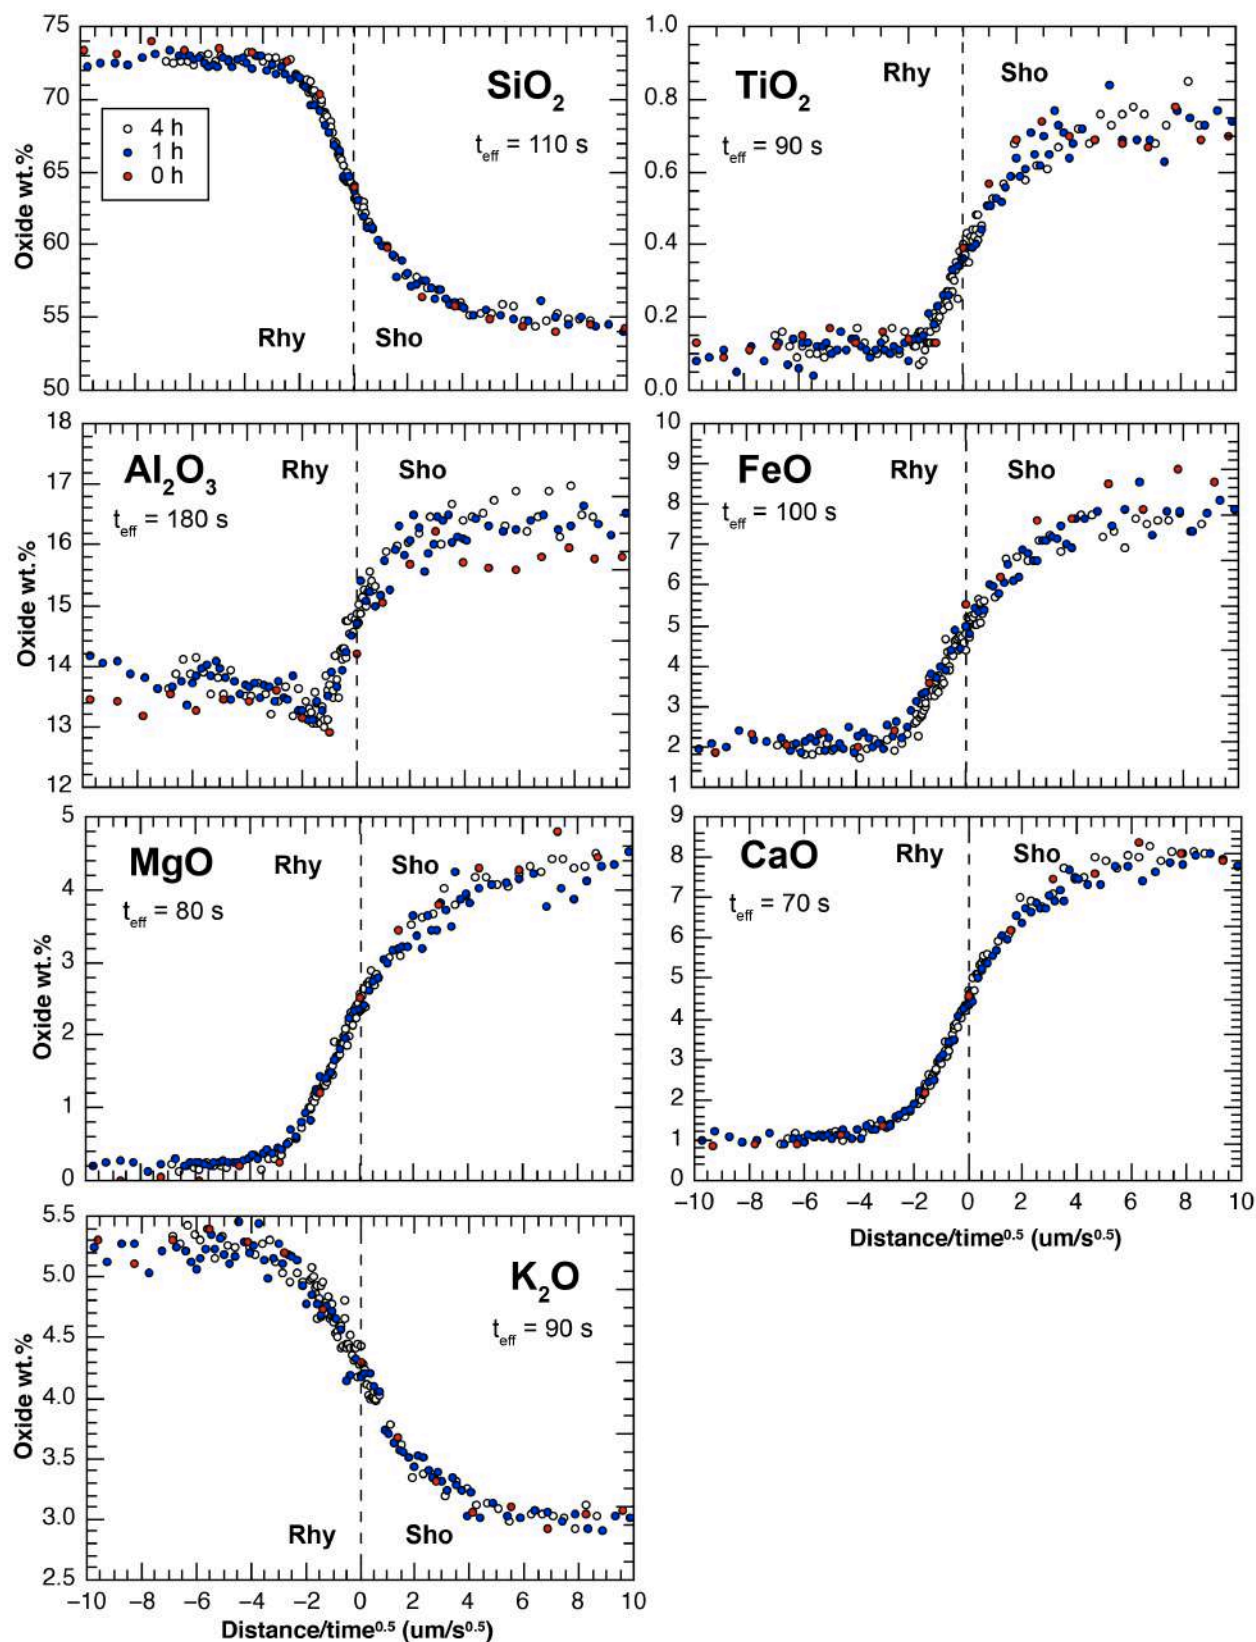 75
70
65
60
55
50
Oxide wt.%
4 h
1 h
0 h
SiO₂
t_eff = 110 s
Rhy Sho
1.0
0.8
0.6
0.4
0.2
0.0
Rhy Sho
TiO₂
t_eff = 90 s
18
17
16
15
14
13
12
Oxide wt.%
Al₂O₃
t_eff = 180 s
Rhy Sho
10
9
8
7
6
5
4
3
2
1
Rhy Sho
FeO
t_eff = 100 s
5
4
3
2
1
0
Oxide wt.%
MgO
t_eff = 80 s
Rhy Sho
9
8
7
6
5
4
3
2
1
0
CaO
t_eff = 70 s
Rhy Sho
−10 −8 −6 −4 −2 0 2 4 6 8 10
Distance/time⁰·⁵ (um/s⁰·⁵)
5.5
5.0
4.5
4.0
3.5
3.0
2.5
Oxide wt.%
K₂O
t_eff = 90 s
Rhy Sho
−10 −8 −6 −4 −2 0 2 4 6 8 10
Distance/time⁰·⁵ (um/s⁰·⁵)